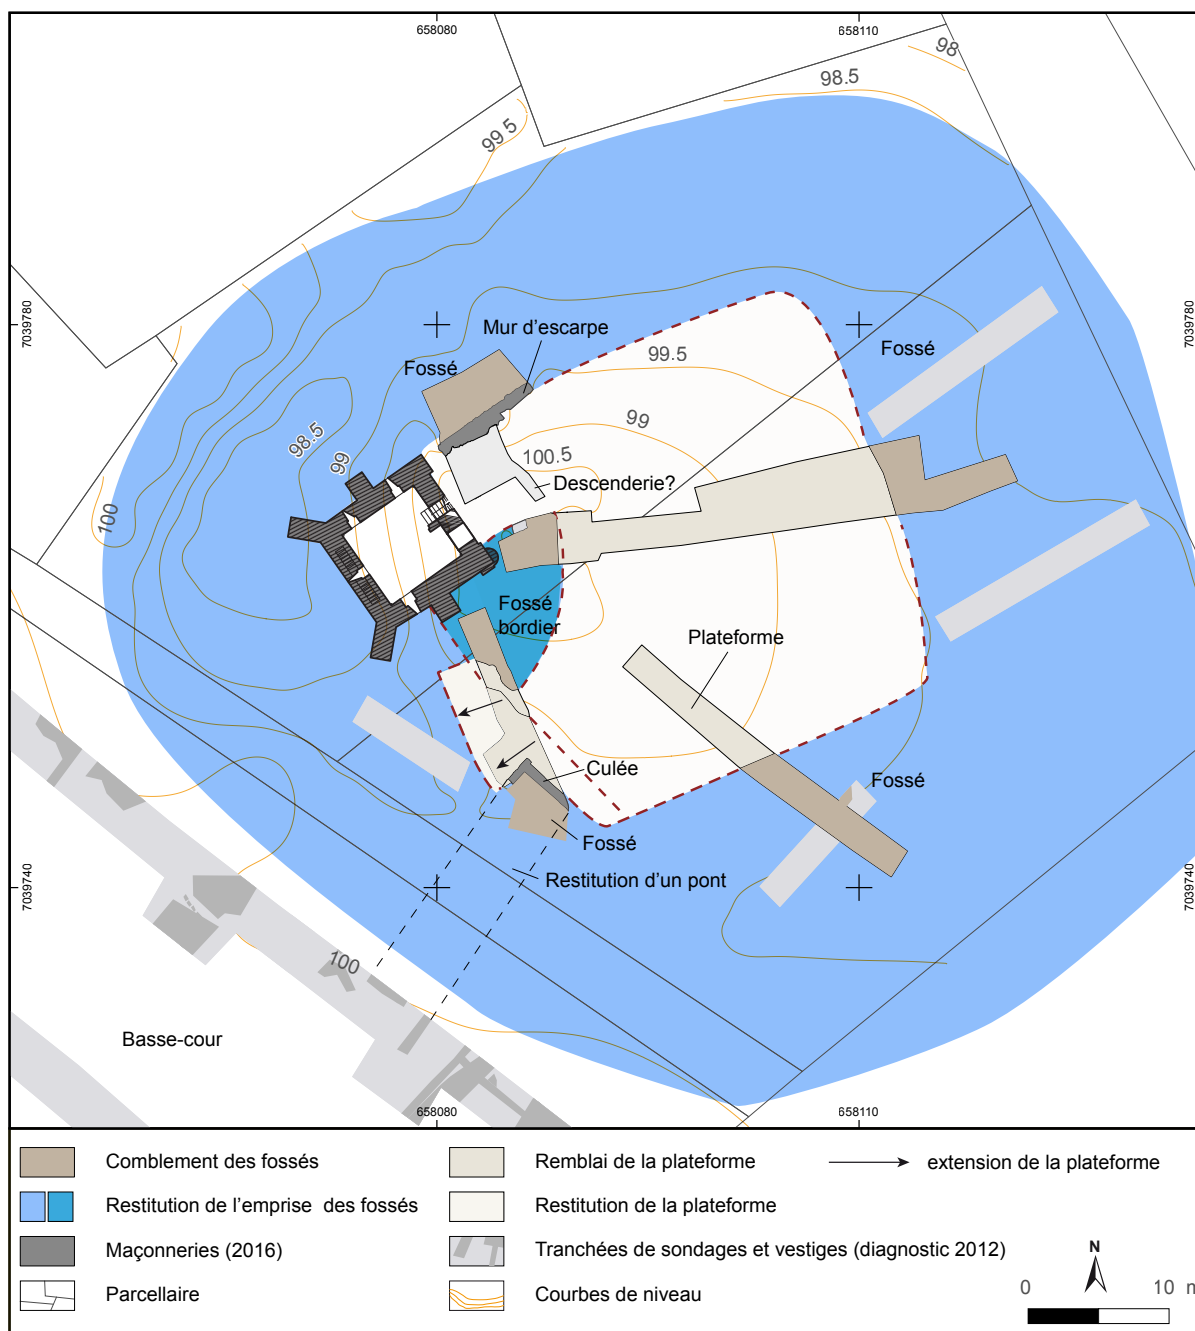 658080
658110
98
98.5
99 5
7039780
7039780
Mur d'escarpe
Fossé
Fossé
99.5
99
98.5
99
100.5
Descenderie?
100
Fossé
bordier
Plateforme
Culée
Fossé
Fossé
Restitution d'un pont
7039740
7039740
100
Basse-cour
658080
658110
Comblement des fossés
Restitution de l'emprise des fossés
Maçonneries (2016)
Parcellaire
Remblai de la plateforme
Restitution de la plateforme
Tranchées de sondages et vestiges (diagnostic 2012)
Courbes de niveau
extension de la plateforme
N
0 10 m